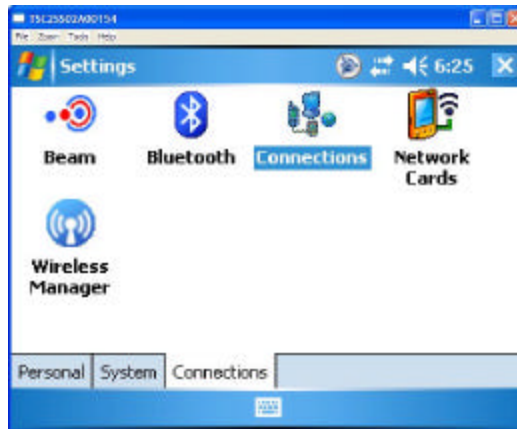 File Zoom Tools Help
Settings 6:25
Beam Bluetooth Connections Network Cards
Wireless Manager
Personal System Connections